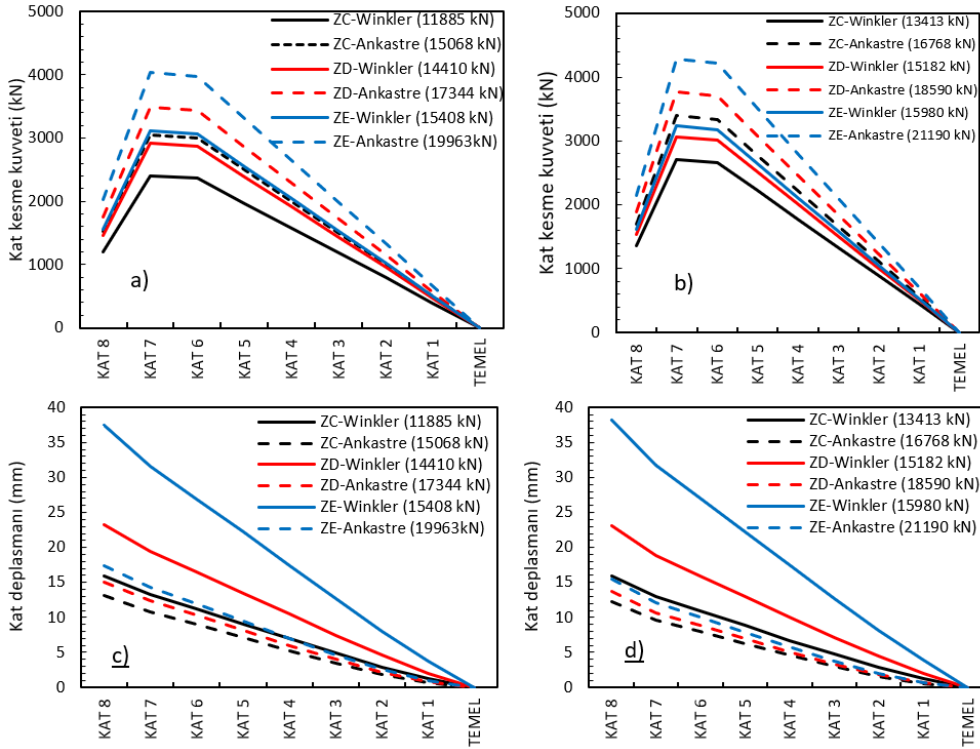 a)
Kat kesme kuvveti (kN)
5000
4000
3000
2000
1000
0
ZC-Winkler (11885 kN)
ZC-Ankastre (15068 kN)
ZD-Winkler (14410 kN)
ZD-Ankastre (17344 kN)
ZE-Winkler (15408 kN)
ZE-Ankastre (19963kN)
KAT 8
KAT 7
KAT 6
KAT 5
KAT 4
KAT 3
KAT 2
KAT 1
TEMEL
b)
Kat kesme kuvveti (kN)
5000
4000
3000
2000
1000
0
ZC-Winkler (13413 kN)
ZC-Ankastre (16768 kN)
ZD-Winkler (15182 kN)
ZD-Ankastre (18590 kN)
ZE-Winkler (15980 kN)
ZE-Ankastre (21190 kN)
KAT 8
KAT 7
KAT 6
KAT 5
KAT 4
KAT 3
KAT 2
KAT 1
TEMEL
c)
Kat deplasmanı (mm)
40
35
30
25
20
15
10
5
0
ZC-Winkler (11885 kN)
ZC-Ankastre (15068 kN)
ZD-Winkler (14410 kN)
ZD-Ankastre (17344 kN)
ZE-Winkler (15408 kN)
ZE-Ankastre (19963kN)
KAT 8
KAT 7
KAT 6
KAT 5
KAT 4
KAT 3
KAT 2
KAT 1
TEMEL
d)
Kat deplasmanı (mm)
40
35
30
25
20
15
10
5
0
ZC-Winkler (13413 kN)
ZC-Ankastre (16768 kN)
ZD-Winkler (15182 kN)
ZD-Ankastre (18590 kN)
ZE-Winkler (15980 kN)
ZE-Ankastre (21190 kN)
KAT 8
KAT 7
KAT 6
KAT 5
KAT 4
KAT 3
KAT 2
KAT 1
TEMEL